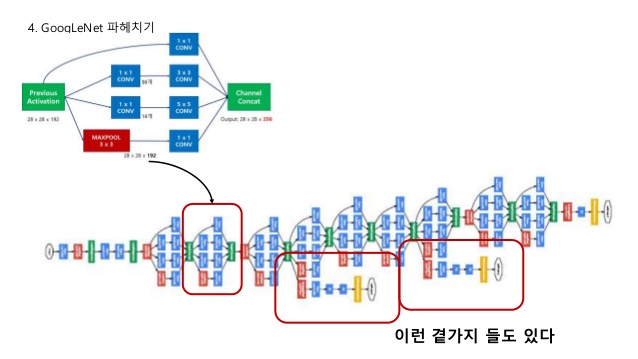 4. GoogLeNet 파헤치기
1 x 1
CONV
1 x 1
CONV
96개
3 x 3
CONV
Previous
Activation
28 x 28 x 192
1 x 1
CONV
16개
5 x 5
CONV
Channel
Concat
Output: 28 x 28 x 256
MAXPOOL
3 x 3
28 x 28 x 192
1 x 1
CONV
이런 곁가지 들도 있다